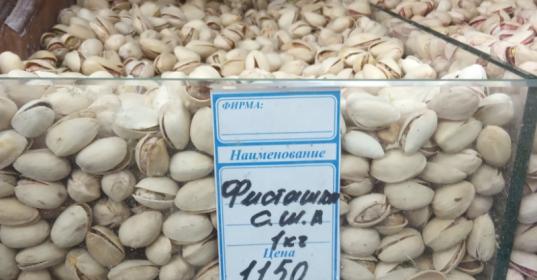 ФИРМА:
Наименование
Фисташки
С.Ш.А
1кг
Цена
1150